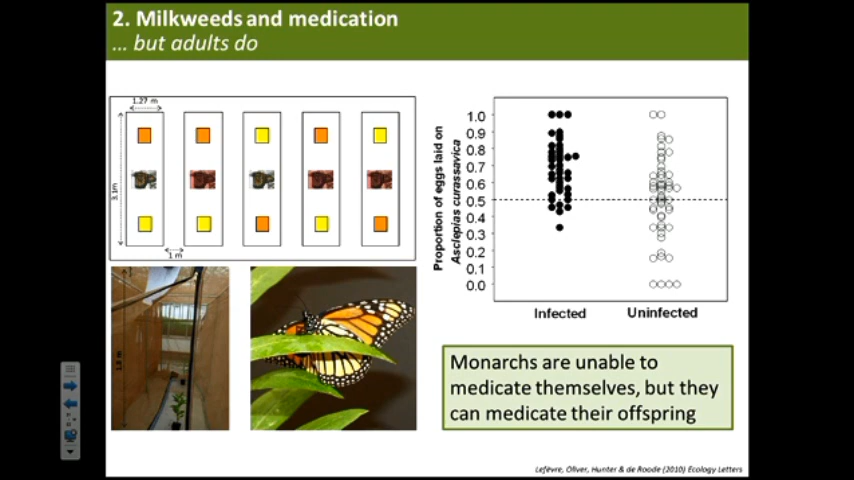 2. Milkweeds and medication
... but adults do
1.27 m
3.1m
1 m
1.8 m
Proportion of eggs laid on
Asclepias curassavica
1.0
0.9
0.8
0.7
0.6
0.5
0.4
0.3
0.2
0.1
0.0
Infected
Uninfected
Monarchs are unable to
medicate themselves, but they
can medicate their offspring
Lefèvre, Oliver, Hunter & de Roode (2010) Ecology Letters